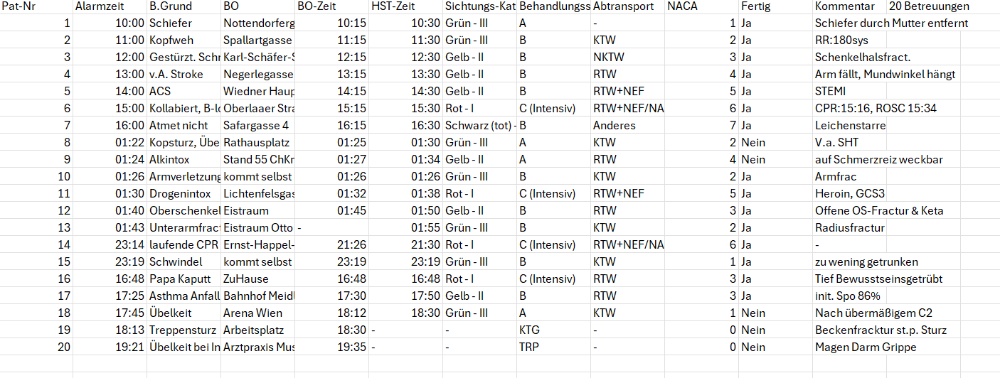 Pat-Nr Alarmzeit B.Grund BO BO-Zeit HST-Zeit Sichtungs-Kat Behandlungss Abtransport NACA Fertig Kommentar 20 Betreuungen
1 10:00 Schiefer Nottendorferg 10:15 10:30 Grün - III A - 1 Ja Schiefer durch Mutter entfernt
2 11:00 Kopfweh Spallartgasse 11:15 11:30 Grün - III B KTW 2 Ja RR:180sys
3 12:00 Gestürzt. Schr Karl-Schäfer-S 12:15 12:30 Gelb - II B NKTW 3 Ja Schenkelhalsfract.
4 13:00 v.A. Stroke Negerlegasse 13:15 13:30 Gelb - II B RTW 4 Ja Arm fällt, Mundwinkel hängt
5 14:00 ACS Wiedner Haup 14:15 14:30 Gelb - II B RTW+NEF 5 Ja STEMI
6 15:00 Kollabiert, B-lo Oberlaaer Stra 15:15 15:30 Rot - I C (Intensiv) RTW+NEF/NA 6 Ja CPR:15:16, ROSC 15:34
7 16:00 Atmet nicht Safargasse 4 16:15 16:30 Schwarz (tot) - B Anderes 7 Ja Leichenstarre
8 01:22 Kopsturz, Übe Rathausplatz 01:25 01:30 Grün - III A KTW 2 Nein V.a. SHT
9 01:24 Alkintox Stand 55 ChKr 01:27 01:34 Gelb - II A RTW 4 Nein auf Schmerzreiz weckbar
10 01:26 Armverletzung kommt selbst 01:26 01:26 Grün - III B KTW 2 Ja Armfrac
11 01:30 Drogenintox Lichtenfelsgas 01:32 01:38 Rot - I C (Intensiv) RTW+NEF 5 Ja Heroin, GCS3
12 01:40 Oberschenkel Eistraum 01:45 01:50 Gelb - II B RTW 3 Ja Offene OS-Fractur & Keta
13 01:43 Unterarmfract Eistraum Otto - 01:55 Grün - III B KTW 2 Ja Radiusfractur
14 23:14 laufende CPR Ernst-Happel- 21:26 21:30 Rot - I C (Intensiv) RTW+NEF/NA 6 Ja -
15 23:19 Schwindel kommt selbst 23:19 23:19 Grün - III B KTW 1 Ja zu wening getrunken
16 16:48 Papa Kaputt ZuHause 16:48 16:48 Rot - I C (Intensiv) RTW 3 Ja Tief Bewusstseinsgetrübt
17 17:25 Asthma Anfall Bahnhof Meidl 17:30 17:50 Gelb - II B RTW 3 Ja init. Spo 86%
18 17:45 Übelkeit Arena Wien 18:12 18:30 Grün - III A KTW 1 Nein Nach übermäßigem C2
19 18:13 Treppensturz Arbeitsplatz 18:30 - - KTG - 0 Nein Beckenfracktur st.p. Sturz
20 19:21 Übelkeit bei In Arztpraxis Mus 19:35 - - TRP - 0 Nein Magen Darm Grippe